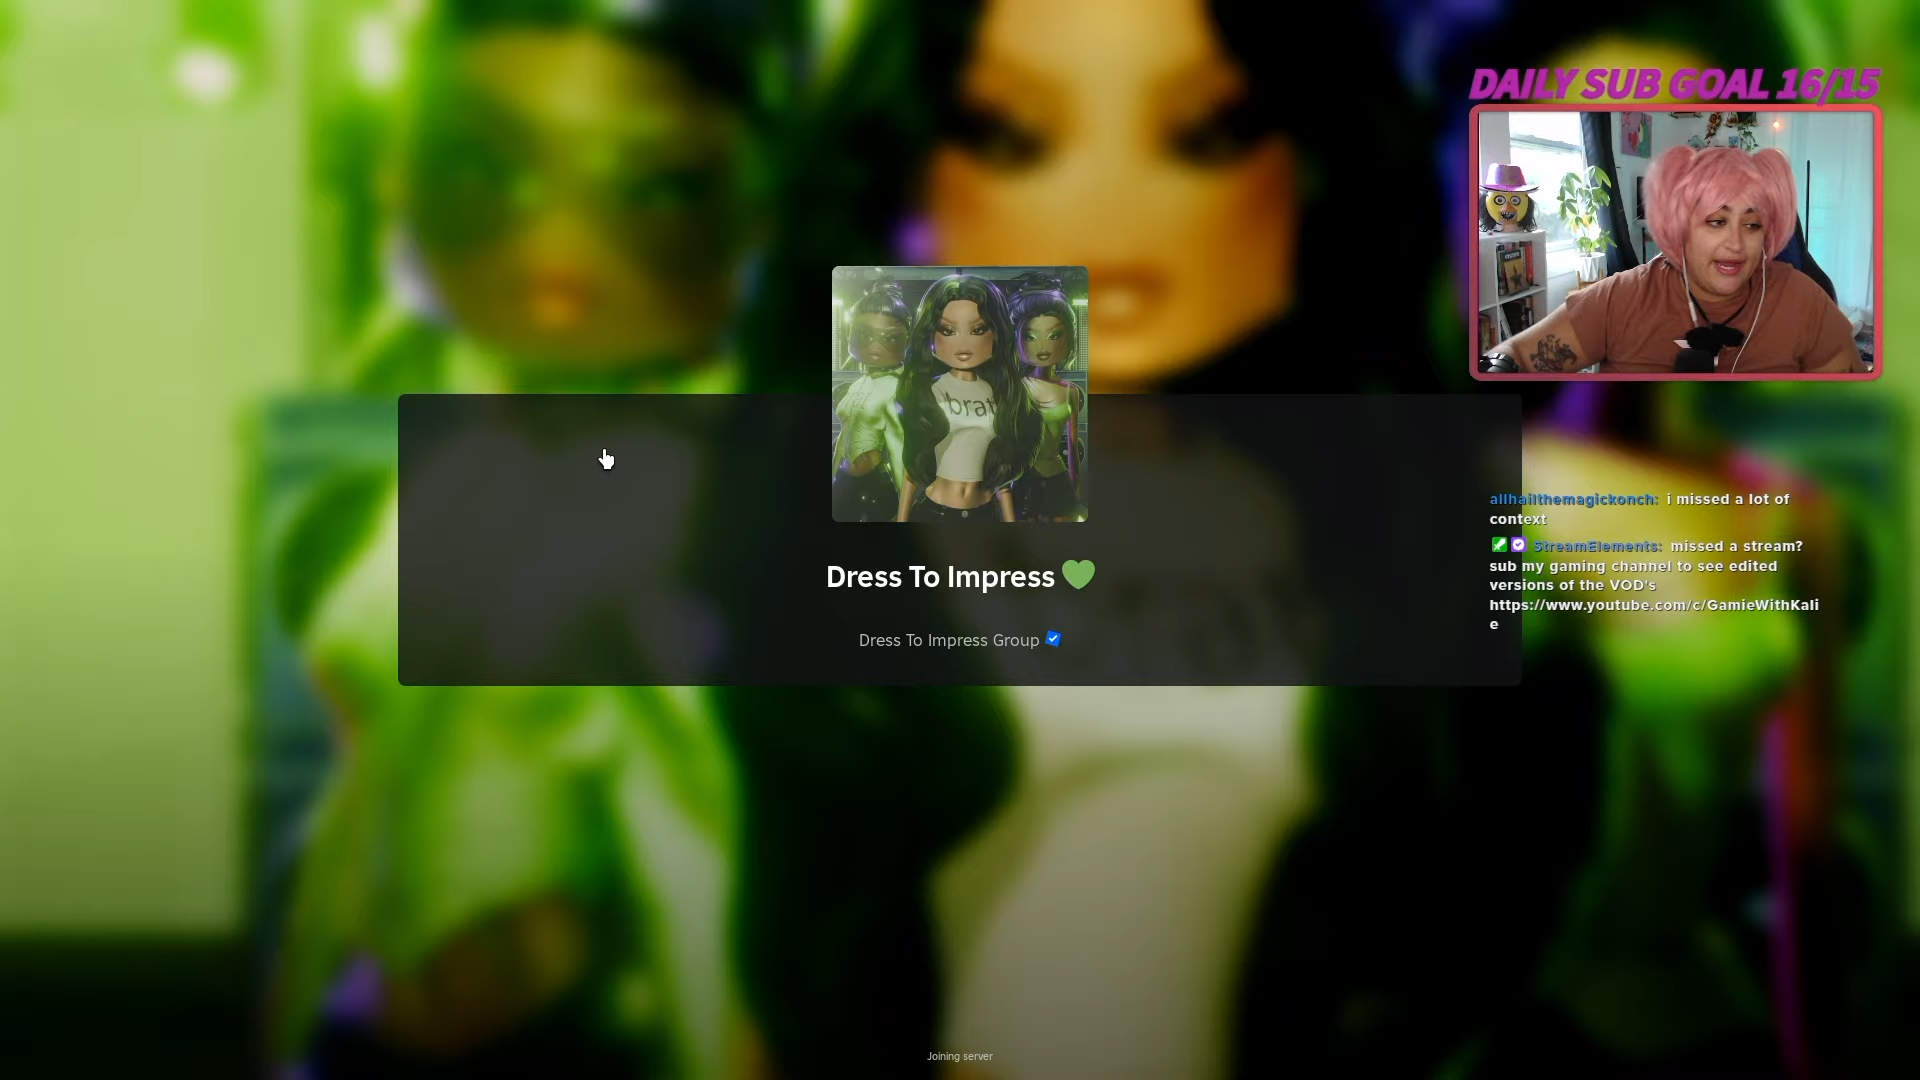 DAILY SUB GOAL 16/15
brat
Dress To Impress
Dress To Impress Group
allhailthemagickonch: i missed a lot of
context
StreamElements: missed a stream?
sub my gaming channel to see edited
versions of the VOD's
https://www.youtube.com/c/GamieWithKali
e
Joining server